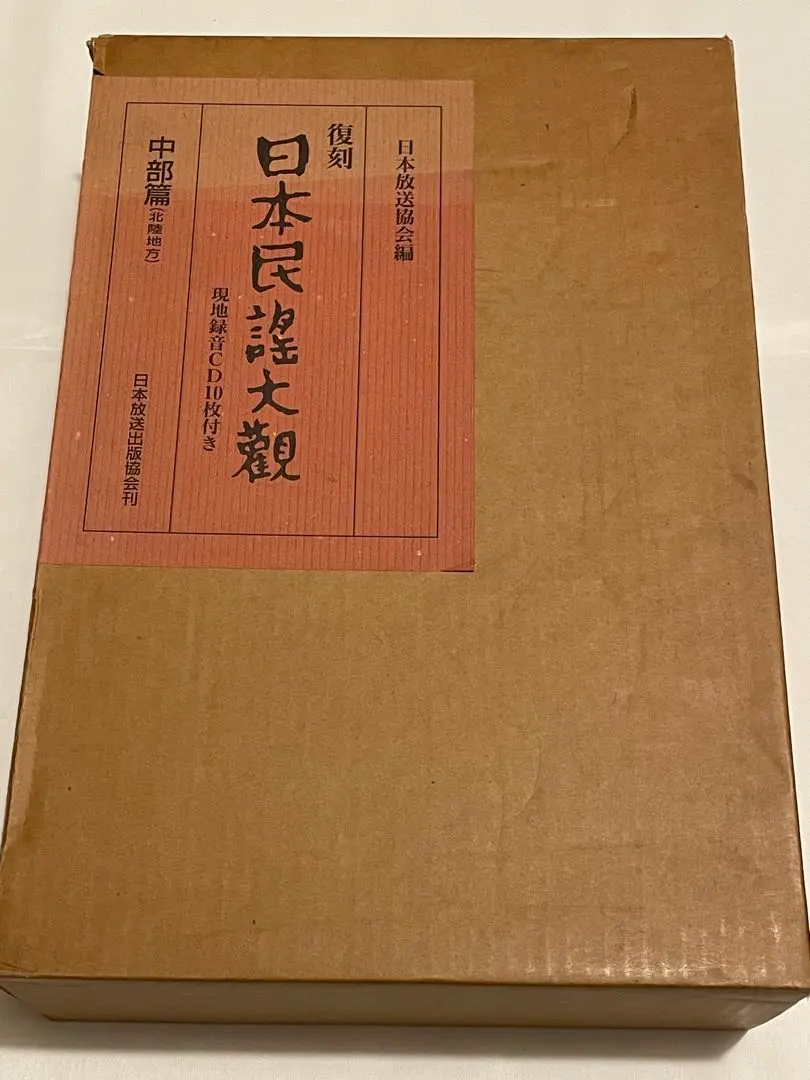 日本放送協会編
復刻
日本民謡大觀
現地録音CD10枚付き
中部篇(北陸地方)
日本放送出版協会刊